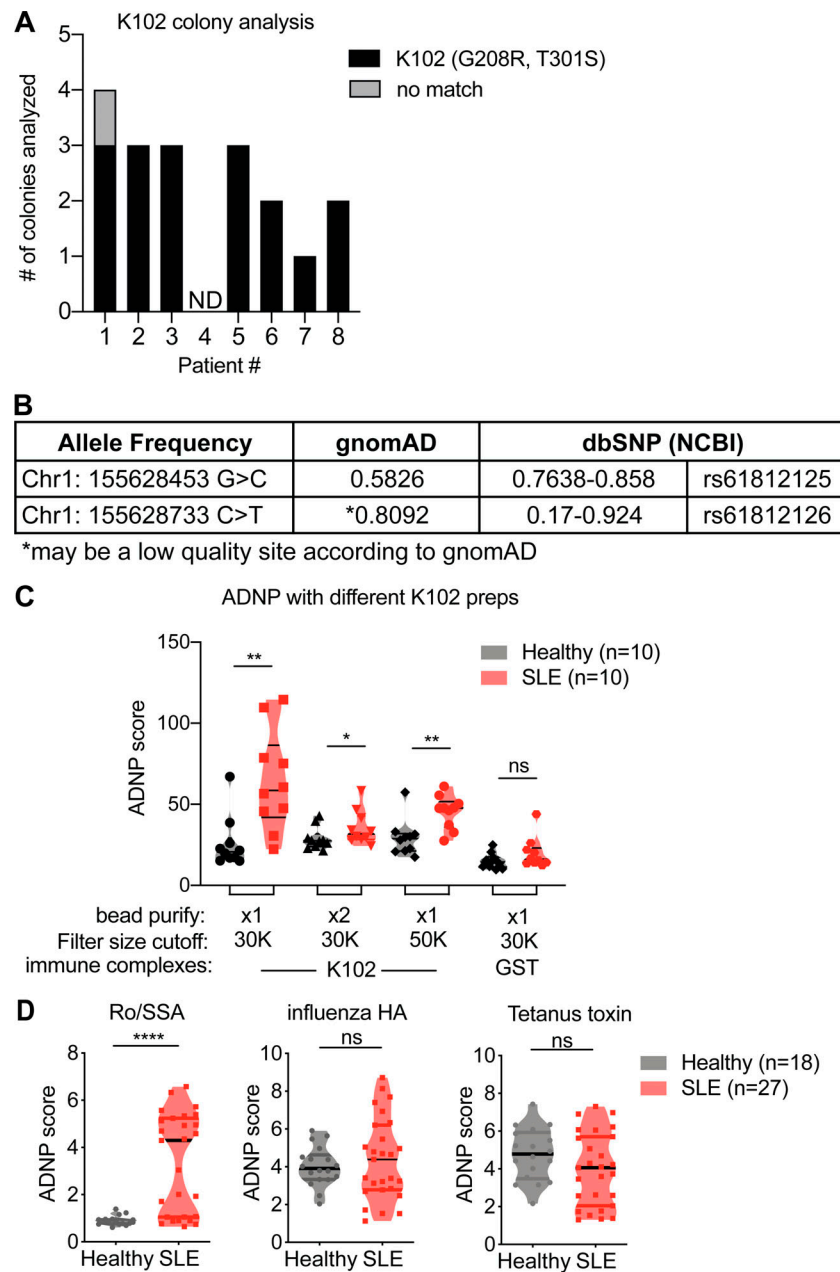 A
K102 colony analysis
K102 (G208R, T301S)
no match
# of colonies analyzed
5
4
3
2
1
0
ND
1 2 3 4 5 6 7 8
Patient #
B
Allele Frequency gnomAD dbSNP (NCBI)
Chr1: 155628453 G>C 0.5826 0.7638-0.858 rs61812125
Chr1: 155628733 C>T *0.8092 0.17-0.924 rs61812126
*may be a low quality site according to gnomAD
C
ADNP with different K102 preps
Healthy (n=10)
SLE (n=10)
ADNP score
150
100
50
0
** * ** ns
bead purify: x1 x2 x1 x1
Filter size cutoff: 30K 30K 50K 30K
immune complexes: K102 GST
D
Ro/SSA
****
ADNP score
8
6
4
2
0
Healthy SLE
influenza HA
ns
ADNP score
10
8
6
4
2
0
Healthy SLE
Tetanus toxin
ns
ADNP score
10
8
6
4
2
0
Healthy SLE
Healthy (n=18)
SLE (n=27)